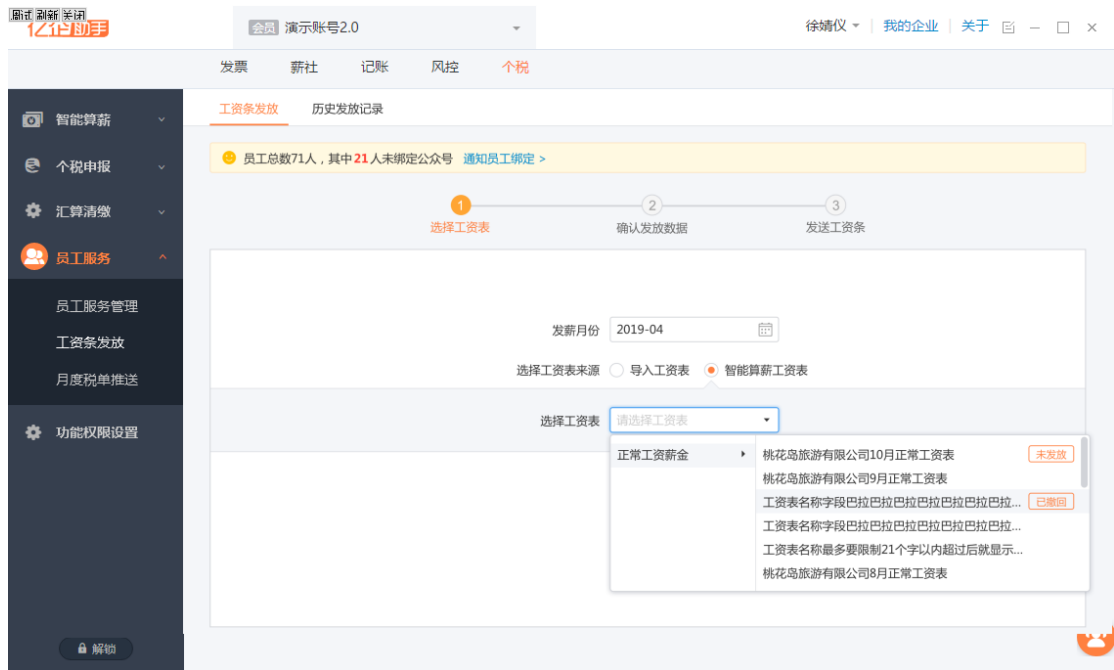 调试 刷新 关闭
亿企助手
会员 演示账号2.0
徐婧仪 我的企业 关于
发票 薪社 记账 风控 个税
智能算薪
个税申报
汇算清缴
员工服务
员工服务管理
工资条发放
月度税单推送
功能权限设置
解锁
工资条发放 历史发放记录
员工总数71人，其中21人未绑定公众号 通知员工绑定 >
1 2 3
选择工资表 确认发放数据 发送工资条
发薪月份 2019-04
选择工资表来源 导入工资表 智能算薪工资表
选择工资表 请选择工资表
正常工资薪金
桃花岛旅游有限公司10月正常工资表 未发放
桃花岛旅游有限公司9月正常工资表
工资表名称字段巴拉巴拉巴拉巴拉巴拉巴拉巴拉... 已撤回
工资表名称字段巴拉巴拉巴拉巴拉巴拉巴拉巴拉...
工资表名称最多要限制21个字以内超过后就显示...
桃花岛旅游有限公司8月正常工资表